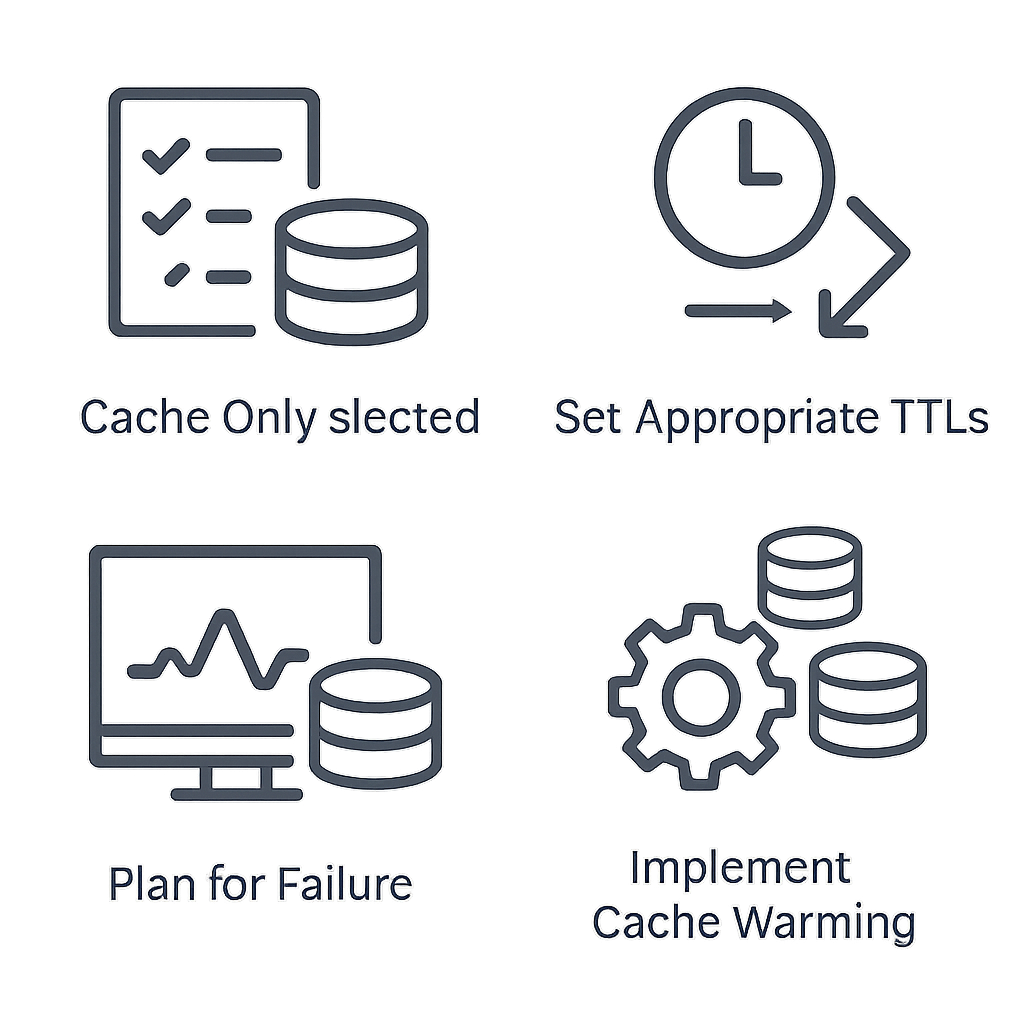 Cache Only slected
Set Appropriate TTLs
Plan for Failure
Implement
Cache Warming